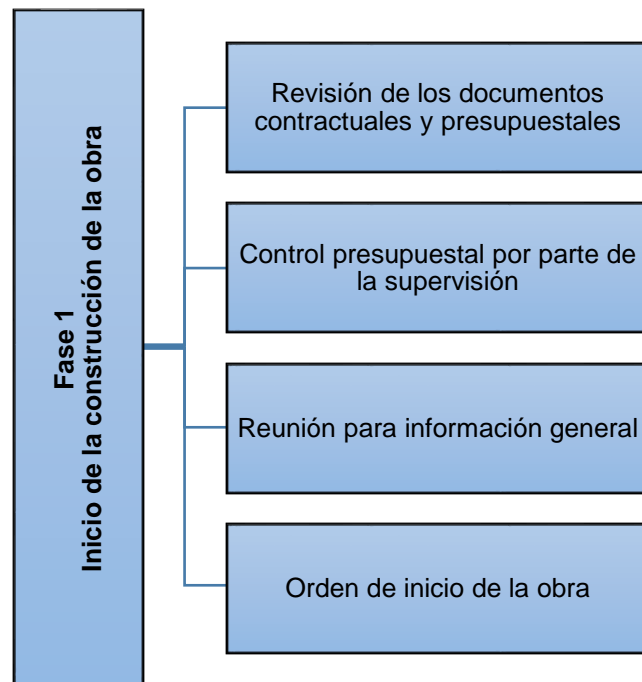 Fase 1
Inicio de la construcción de la obra
Revisión de los documentos
contractuales y presupuestales
Control presupuestal por parte de
la supervisión
Reunión para información general
Orden de inicio de la obra